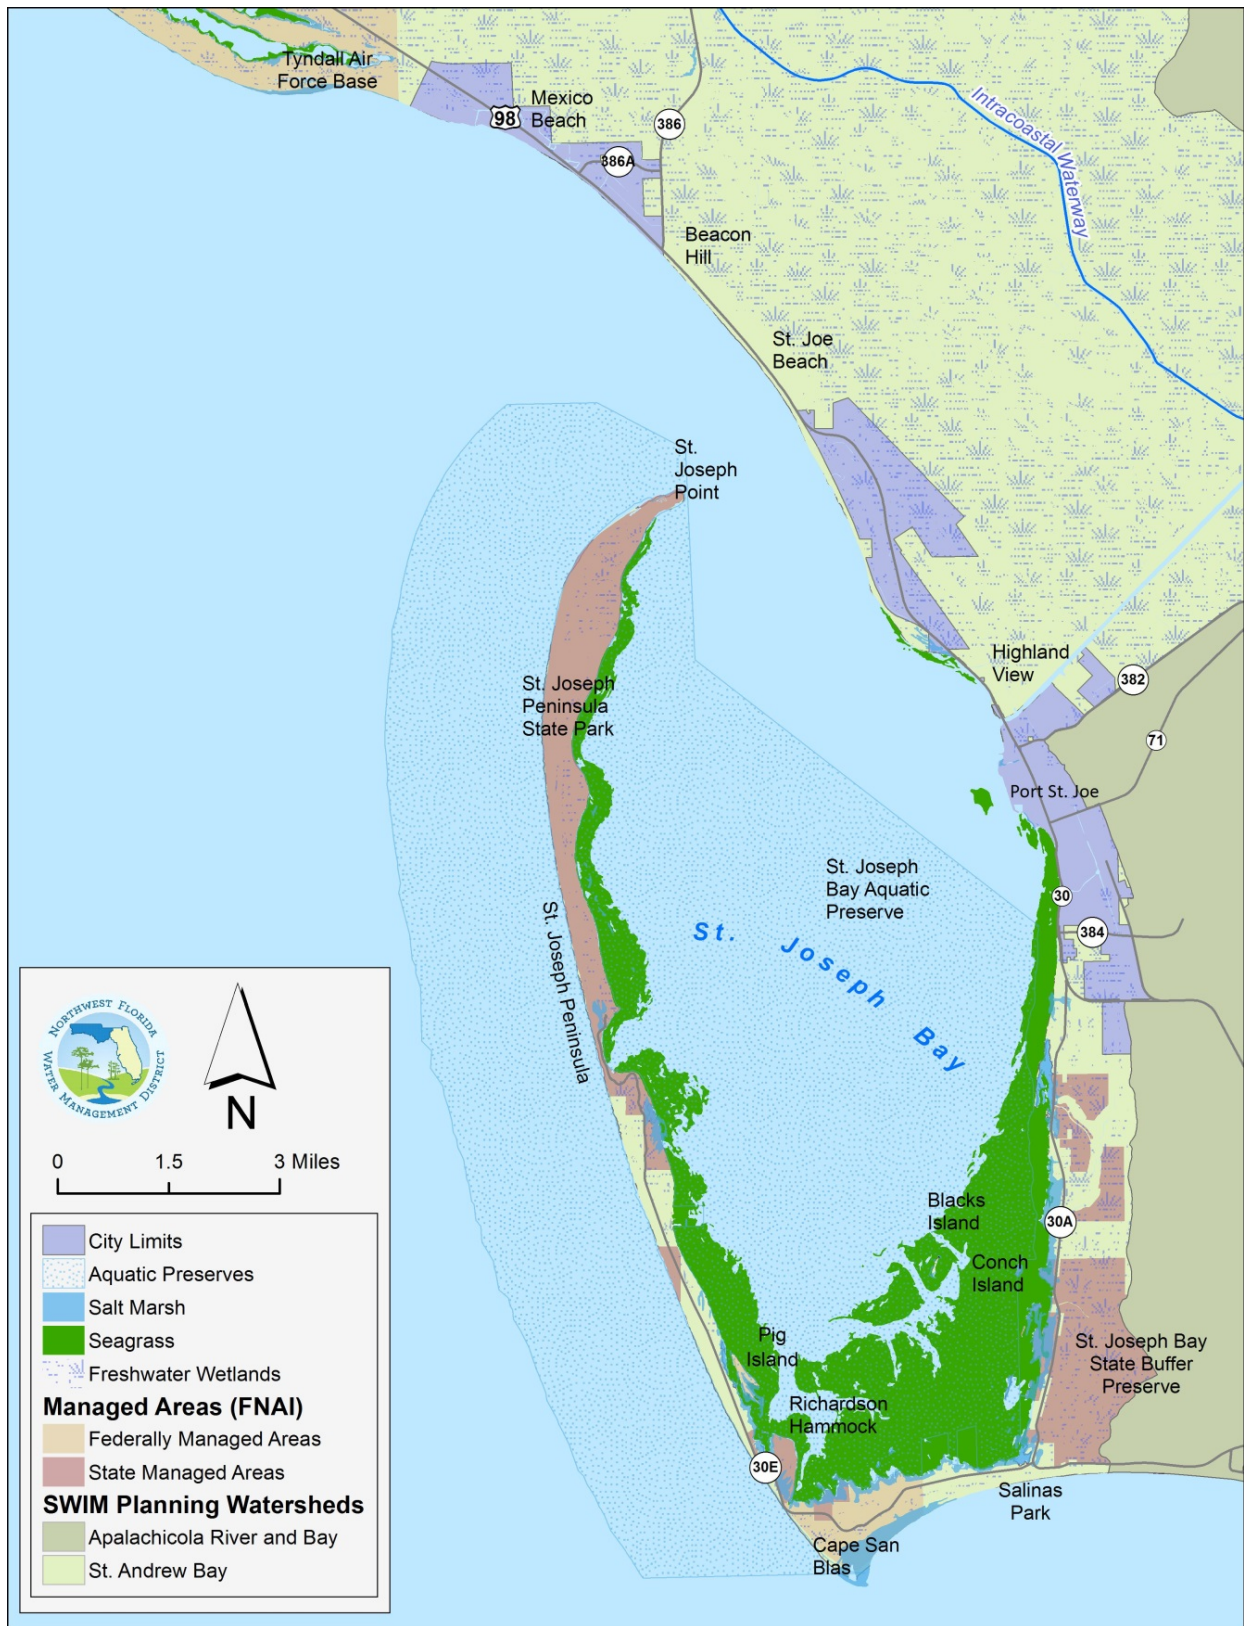 Tyndall Air
Force Base
Mexico
Beach
98
386
386A
Intracoastal Waterway
Beacon
Hill
St. Joe
Beach
St.
Joseph
Point
Highland
View
382
St. Joseph
Peninsula
State Park
71
Port St. Joe
St. Joseph
Bay Aquatic
Preserve
30
384
St. Joseph Bay
St. Joseph Peninsula
Blacks
Island
30A
Conch
Island
Pig
Island
St. Joseph Bay
State Buffer
Preserve
Richardson
Hammock
30E
Salinas
Park
Cape San
Blas
NORTHWEST FLORIDA
WATER MANAGEMENT DISTRICT
N
0 1.5 3 Miles
City Limits
Aquatic Preserves
Salt Marsh
Seagrass
Freshwater Wetlands
Managed Areas (FNAI)
Federally Managed Areas
State Managed Areas
SWIM Planning Watersheds
Apalachicola River and Bay
St. Andrew Bay